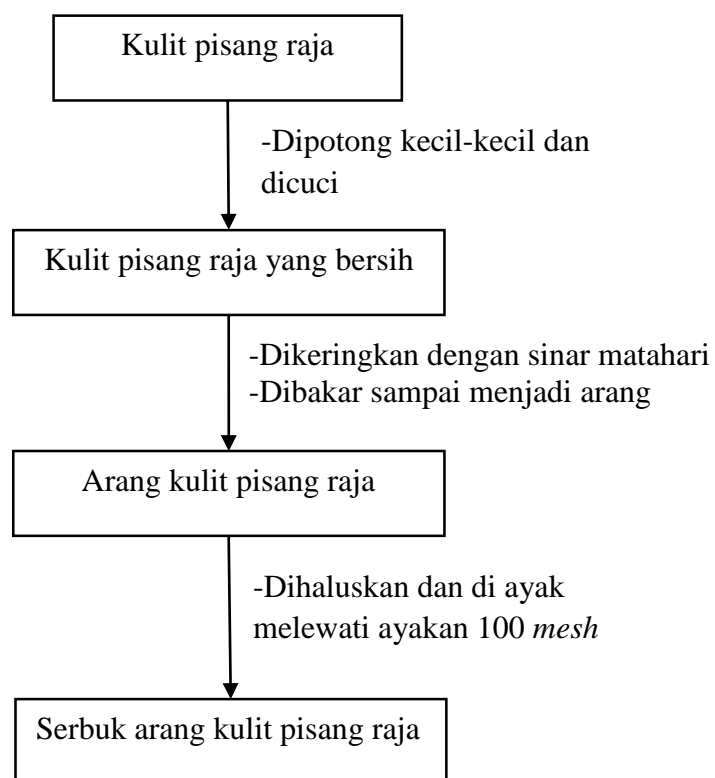 Kulit pisang raja
-Dipotong kecil-kecil dan
dicuci
Kulit pisang raja yang bersih
-Dikeringkan dengan sinar matahari
-Dibakar sampai menjadi arang
Arang kulit pisang raja
-Dihaluskan dan di ayak
melewati ayakan 100 mesh
Serbuk arang kulit pisang raja